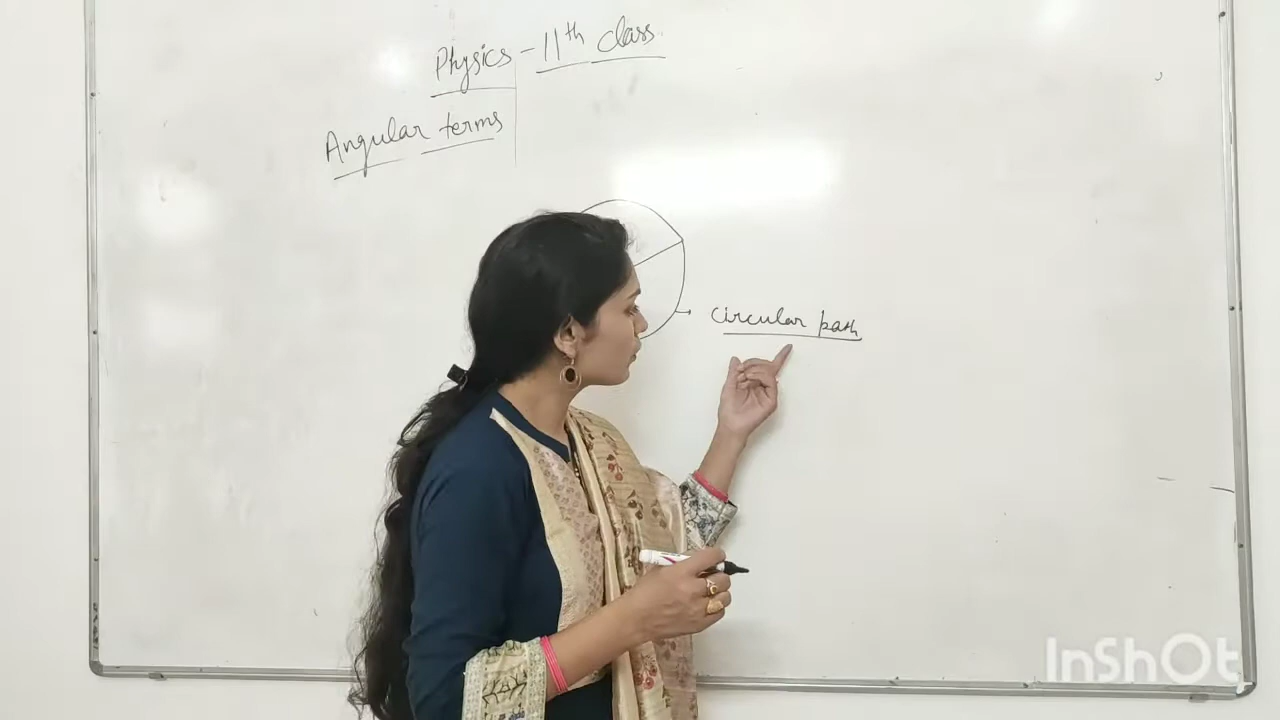 Physics - 11th class
Angular terms
circular path
InShOt